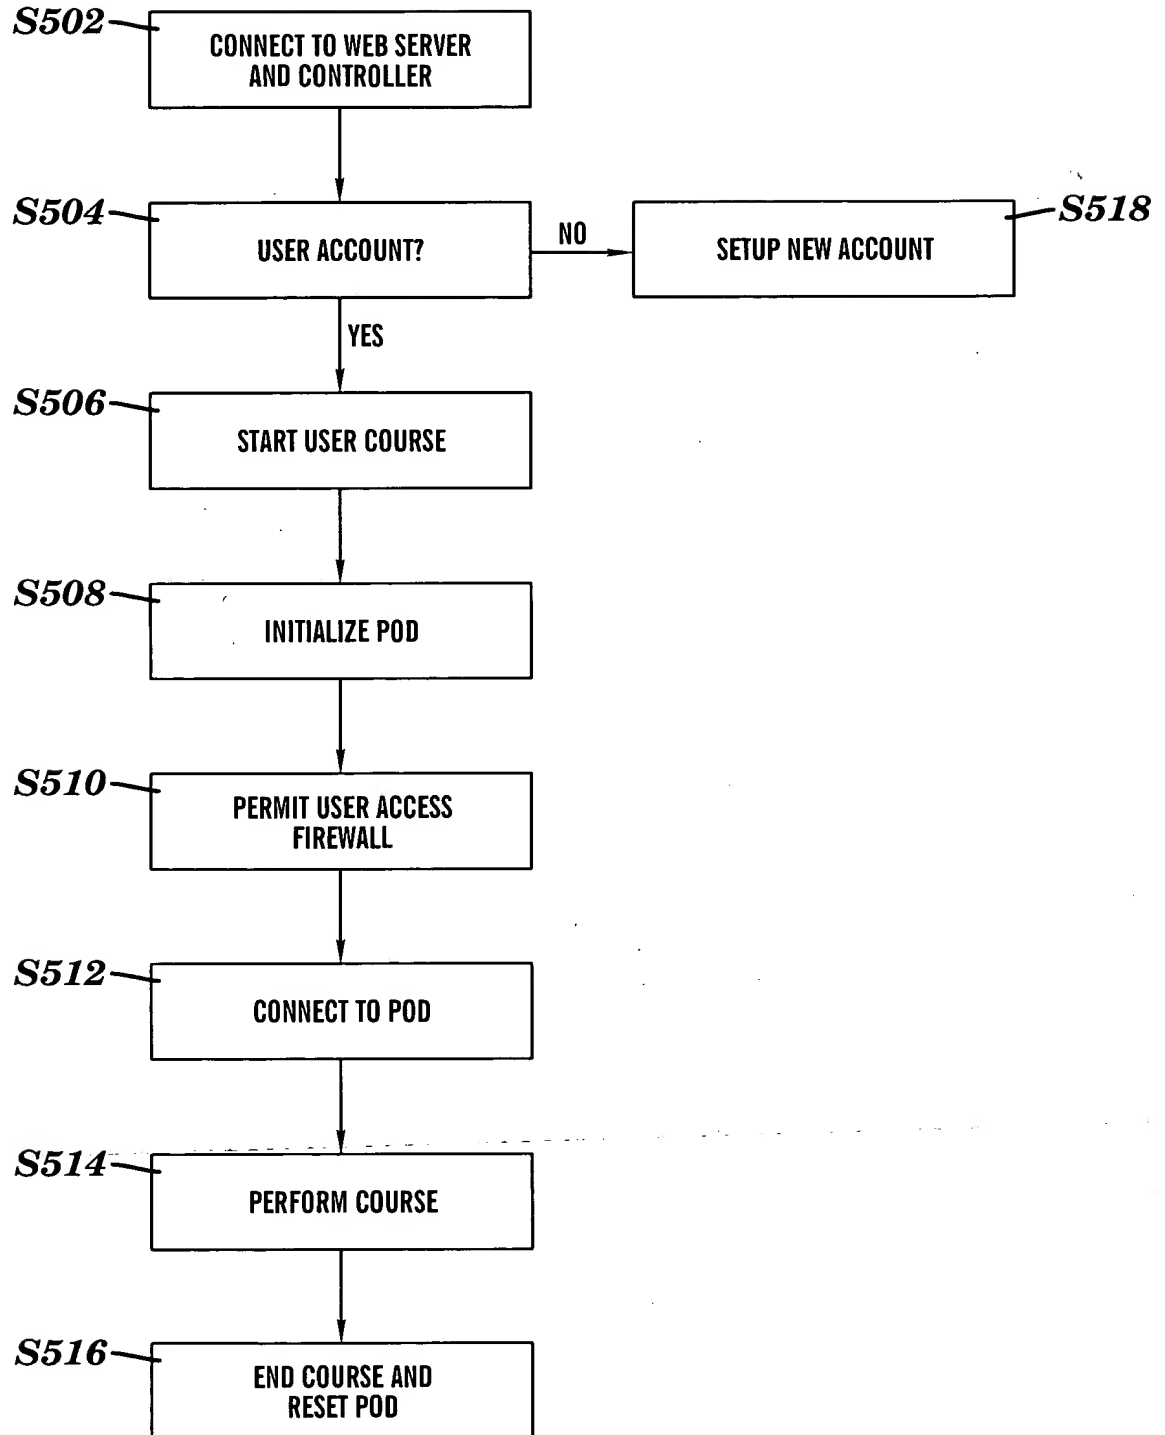 S502
CONNECT TO WEB SERVER
AND CONTROLLER
S504
USER ACCOUNT?
NO
SETUP NEW ACCOUNT
S518
YES
S506
START USER COURSE
S508
INITIALIZE POD
S510
PERMIT USER ACCESS
FIREWALL
S512
CONNECT TO POD
S514
PERFORM COURSE
S516
END COURSE AND
RESET POD